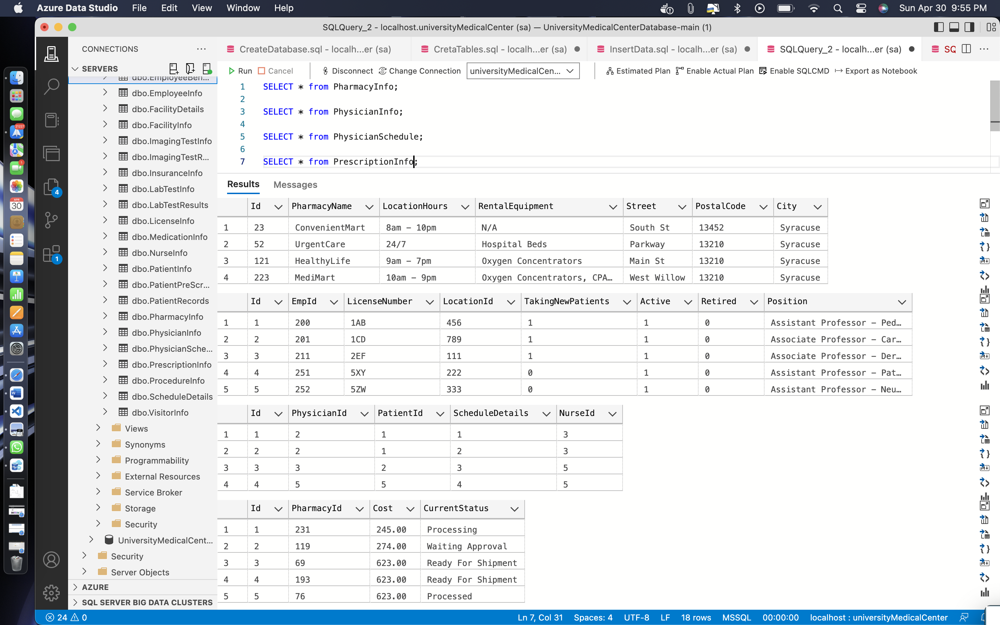 Azure Data Studio File Edit View Window Help Sun Apr 30 9:55 PM
SQLQuery_2 - localhost.universityMedicalCenter (sa) — UniversityMedicalCenterDatabase-main (1)
CONNECTIONS
SERVERS
dbo.EmployeeBen...
dbo.EmployeeInfo
dbo.FacilityDetails
dbo.FacilityInfo
dbo.ImagingTestInfo
dbo.ImagingTestR...
dbo.InsuranceInfo
dbo.LabTestInfo
dbo.LabTestResults
dbo.LicenseInfo
dbo.MedicationInfo
dbo.NurseInfo
dbo.PatientInfo
dbo.PatientPreScr...
dbo.PatientRecords
dbo.PharmacyInfo
dbo.PhysicianInfo
dbo.PhysicianSche...
dbo.PrescriptionInfo
dbo.ProcedureInfo
dbo.ScheduleDetails
dbo.VisitorInfo
Views
Synonyms
Programmability
External Resources
Service Broker
Storage
Security
UniversityMedicalCent...
Security
Server Objects
AZURE
SQL SERVER BIG DATA CLUSTERS
21227
1
APR
30
4
1
CreateDatabase.sql - localh...er (sa) CretaTables.sql - localh...er (sa) InsertData.sql - localh...er (sa) SQLQuery_2 - localh...er (sa) SQ
Run Cancel Disconnect Change Connection universityMedicalCen... Estimated Plan Enable Actual Plan Enable SQLCMD Export as Notebook
1 SELECT * from PharmacyInfo;
2
3 SELECT * from PhysicianInfo;
4
5 SELECT * from PhysicianSchedule;
6
7 SELECT * from PrescriptionInfo;
Results Messages
Id PharmacyName LocationHours RentalEquipment Street PostalCode City
1 23 ConvenientMart 8am – 10pm N/A South St 13452 Syracuse
2 52 UrgentCare 24/7 Hospital Beds Parkway 13210 Syracuse
3 121 HealthyLife 9am – 7pm Oxygen Concentrators Main St 13210 Syracuse
4 223 MediMart 10am – 9pm Oxygen Concentrators, CPA… West Willow 13210 Syracuse
Id EmpId LicenseNumber LocationId TakingNewPatients Active Retired Position
1 1 200 1AB 456 1 1 0 Assistant Professor – Ped…
2 2 201 1CD 789 1 1 0 Associate Professor – Car…
3 3 211 2EF 111 1 1 0 Associate Professor – Der…
4 4 251 5XY 222 0 1 0 Assistant Professor – Pat…
5 5 252 5ZW 333 0 1 0 Assistant Professor – Neu…
Id PhysicianId PatientId ScheduleDetails NurseId
1 1 2 1 1 3
2 2 2 1 2 3
3 3 3 2 3 5
4 4 5 5 4 5
Id PharmacyId Cost CurrentStatus
1 1 231 245.00 Processing
2 2 119 274.00 Waiting Approval
3 3 69 623.00 Ready For Shipment
4 4 193 623.00 Ready For Shipment
5 5 76 623.00 Processed
24 0 Ln 7, Col 31 Spaces: 4 UTF-8 LF 18 rows MSSQL 00:00:00 localhost : universityMedicalCenter